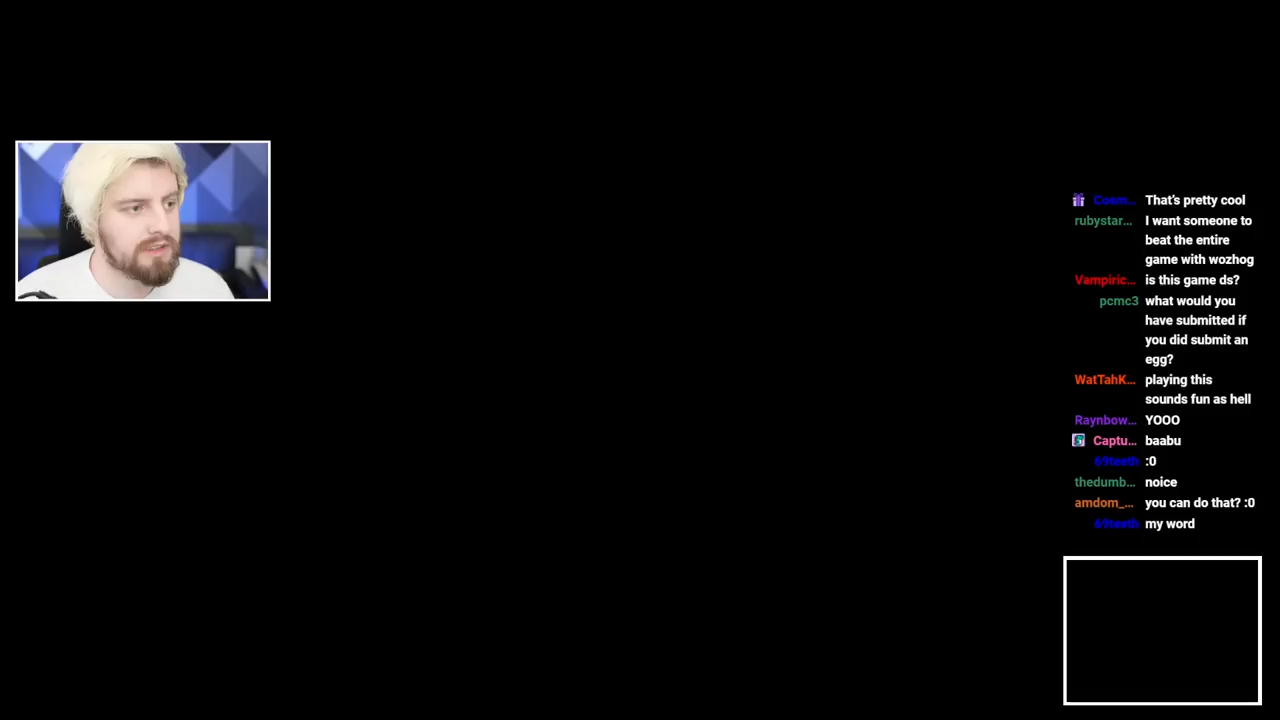 Cosm... That's pretty cool
rubystar... I want someone to
beat the entire
game with wozhog
Vampiric... is this game ds?
pcmc3 what would you
have submitted if
you did submit an
egg?
WatTahK... playing this
sounds fun as hell
Raynbow... YOOO
Captu... baabu
69teeth :0
thedumb... noice
amdom_... you can do that? :0
69teeth my word